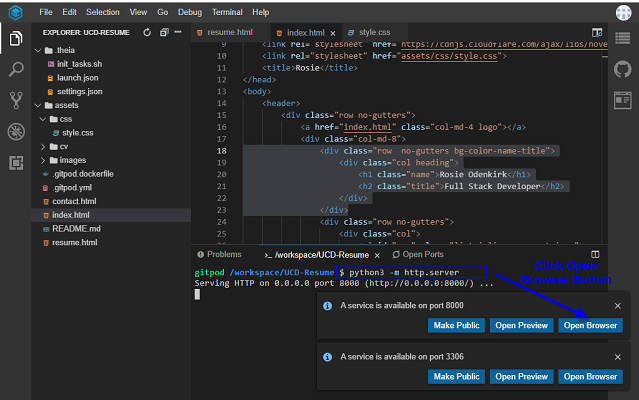 File Edit Selection View Go Debug Terminal Help
EXPLORER: UCD-RESUME
.theia
init_tasks.sh
launch.json
settings.json
assets
css
style.css
cv
images
.gitpod.dockerfile
.gitpod.yml
contact.html
index.html
README.md
resume.html
resume.html index.html style.css
9 <link rel="stylesheet" href="https://cdnjs.cloudflare.com/ajax/libs/hove
10 <link rel="stylesheet" href="assets/css/style.css">
11 <title>Rosie</title>
12 </head>
13 <body>
14 <header>
15 <div class="row no-gutters">
16 <a href="index.html" class="col-md-4 logo"></a>
17 <div class="col-md-8">
18 <div class="row no-gutters bg-color-name-title">
19 <div class="col heading">
20 <h1 class="name">Rosie Odenkirk</h1>
21 <h2 class="title">Full Stack Developer</h2>
22 </div>
23 </div>
24 <div class="row no-gutters">
25 <div class="col">
26
Problems >_ /workspace/UCD-Resume Open Ports
gitpod /workspace/UCD-Resume $ python3 -m http.server
Serving HTTP on 0.0.0.0 port 8000 (http://0.0.0.0:8000/) ...
Click Open
Browser Button
A service is available on port 8000
Make Public Open Preview Open Browser
A service is available on port 3306
Make Public Open Preview Open Browser